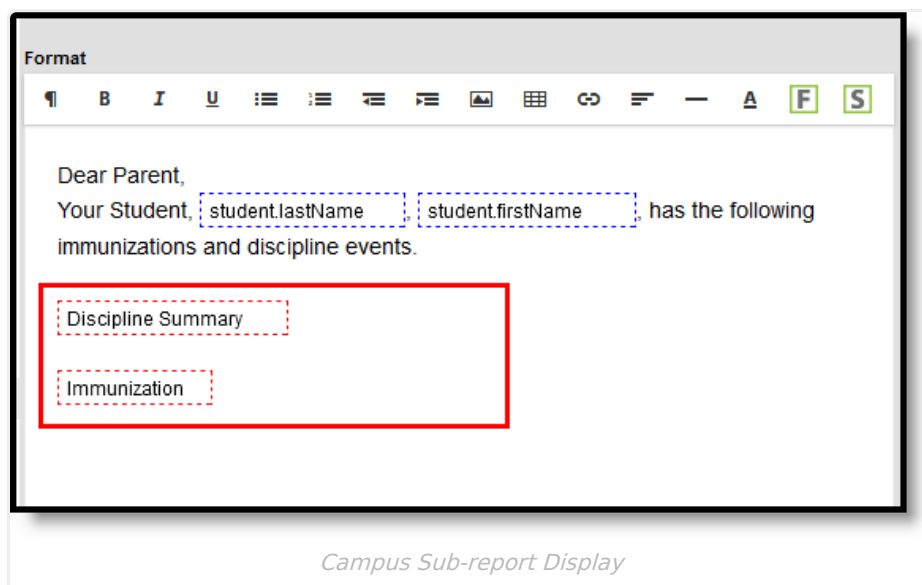 Format
¶ B I U A F S
Dear Parent,
Your Student, student.lastName , student.firstName , has the following
immunizations and discipline events.
Discipline Summary
Immunization
Campus Sub-report Display